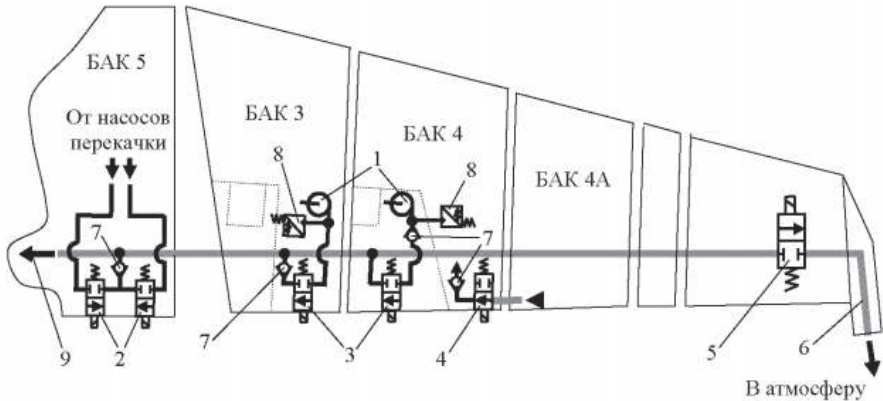 БАК 5
От насосов
перекачки
БАК 3
БАК 4
БАК 4А
8
1
8
7
7
9
2
7
3
4
5
6
В атмосферу